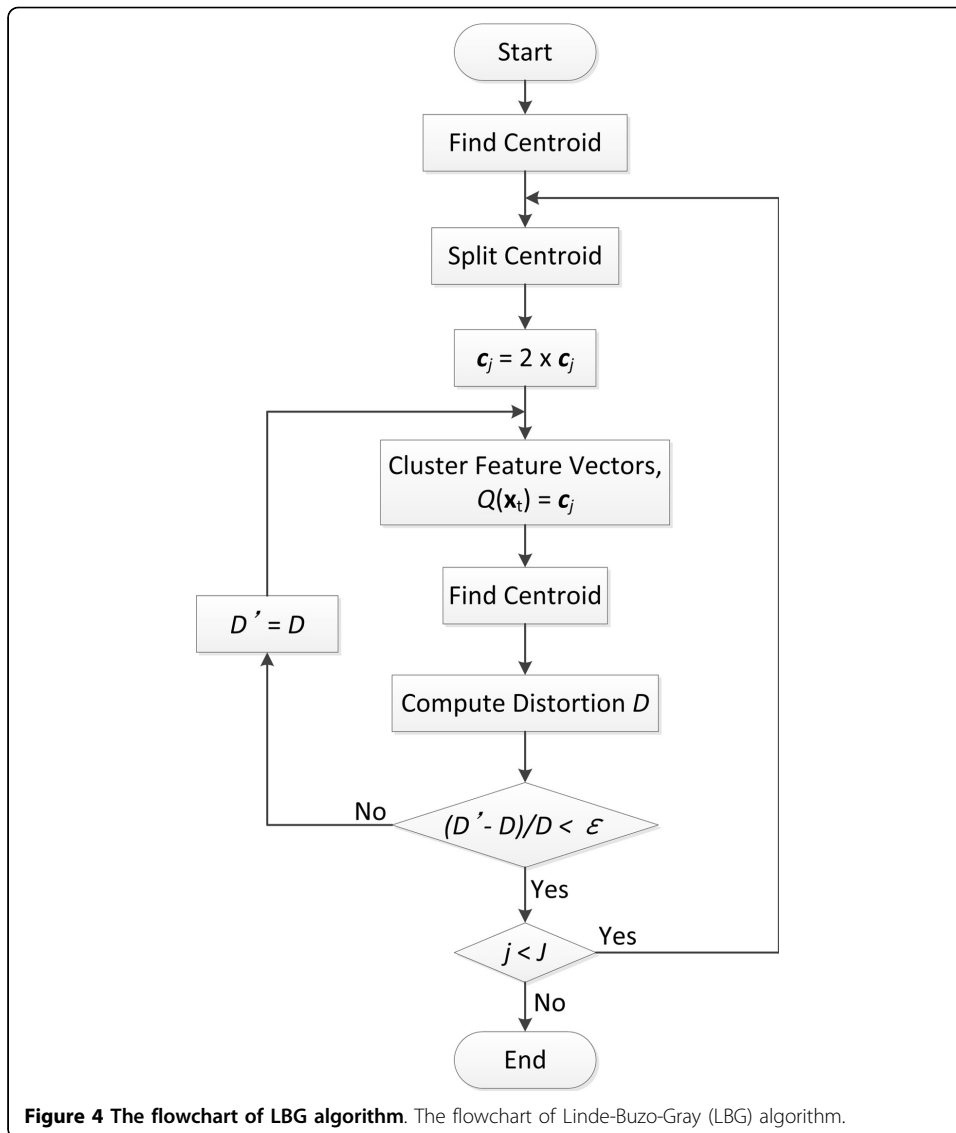 Start
Find Centroid
Split Centroid
c_j = 2 x c_j
Cluster Feature Vectors,
Q(x_t) = c_j
Find Centroid
D' = D
Compute Distortion D
No
(D' - D)/D < ε
Yes
j < J
Yes
No
End
Figure 4 The flowchart of LBG algorithm. The flowchart of Linde-Buzo-Gray (LBG) algorithm.